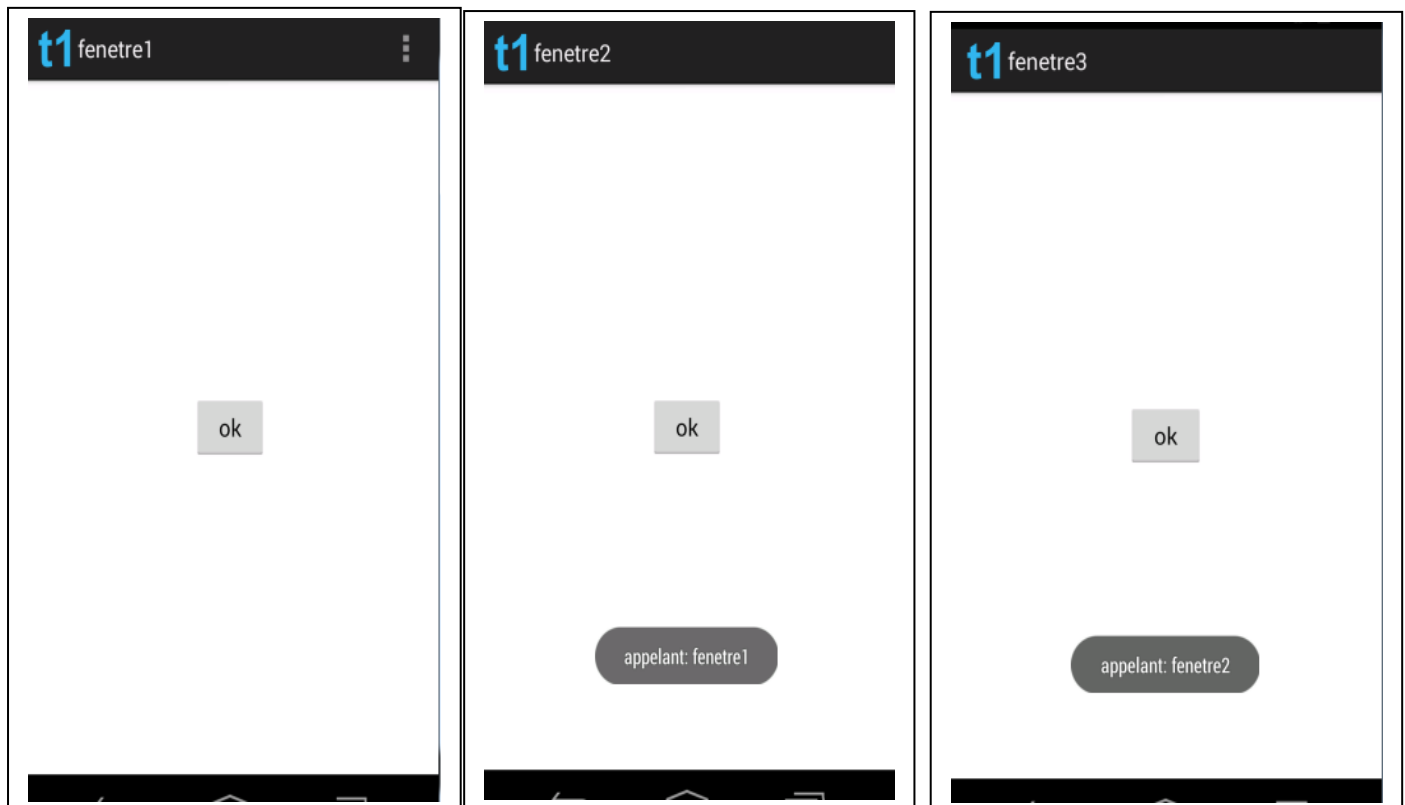 t1 fenetre1
ok
t1 fenetre2
ok
appelant: fenetre1
t1 fenetre3
ok
appelant: fenetre2